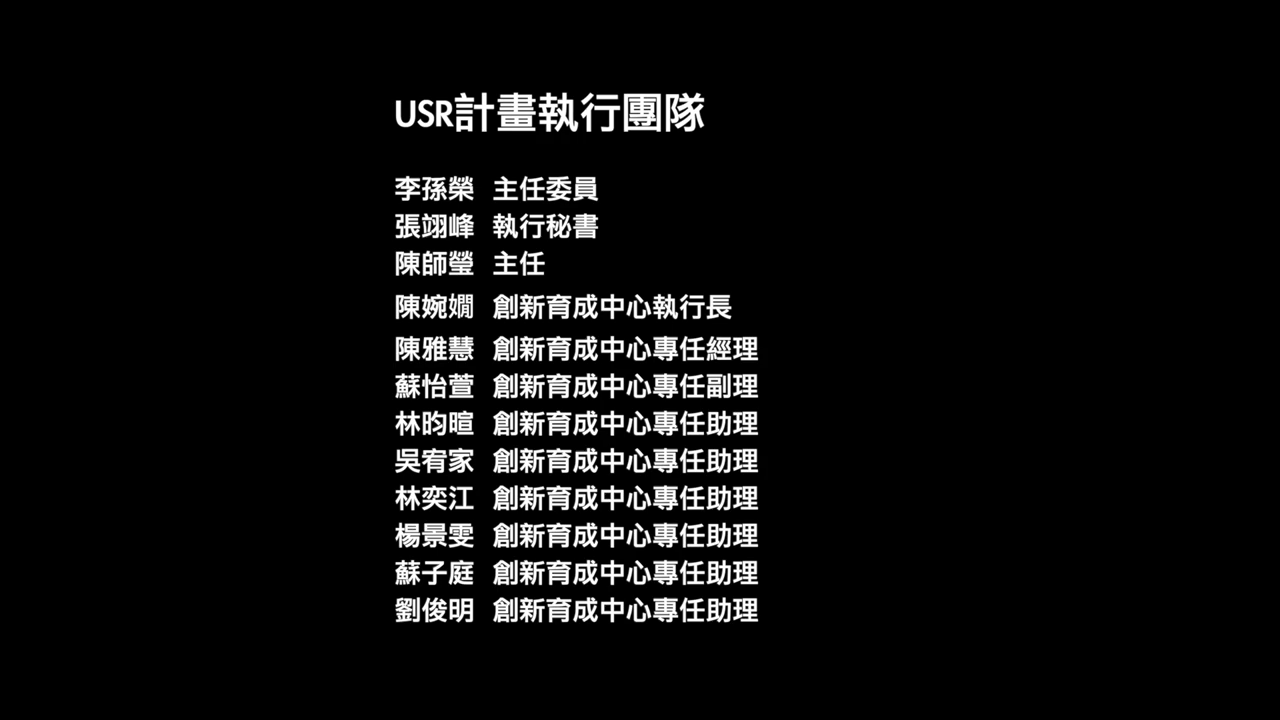 USR計畫執行團隊
李孫榮 主任委員
張翊峰 執行秘書
陳師瑩 主任
陳婉嫺 創新育成中心執行長
陳雅慧 創新育成中心專任經理
蘇怡萱 創新育成中心專任副理
林昀暄 創新育成中心專任助理
吳宥家 創新育成中心專任助理
林奕江 創新育成中心專任助理
楊景雯 創新育成中心專任助理
蘇子庭 創新育成中心專任助理
劉俊明 創新育成中心專任助理